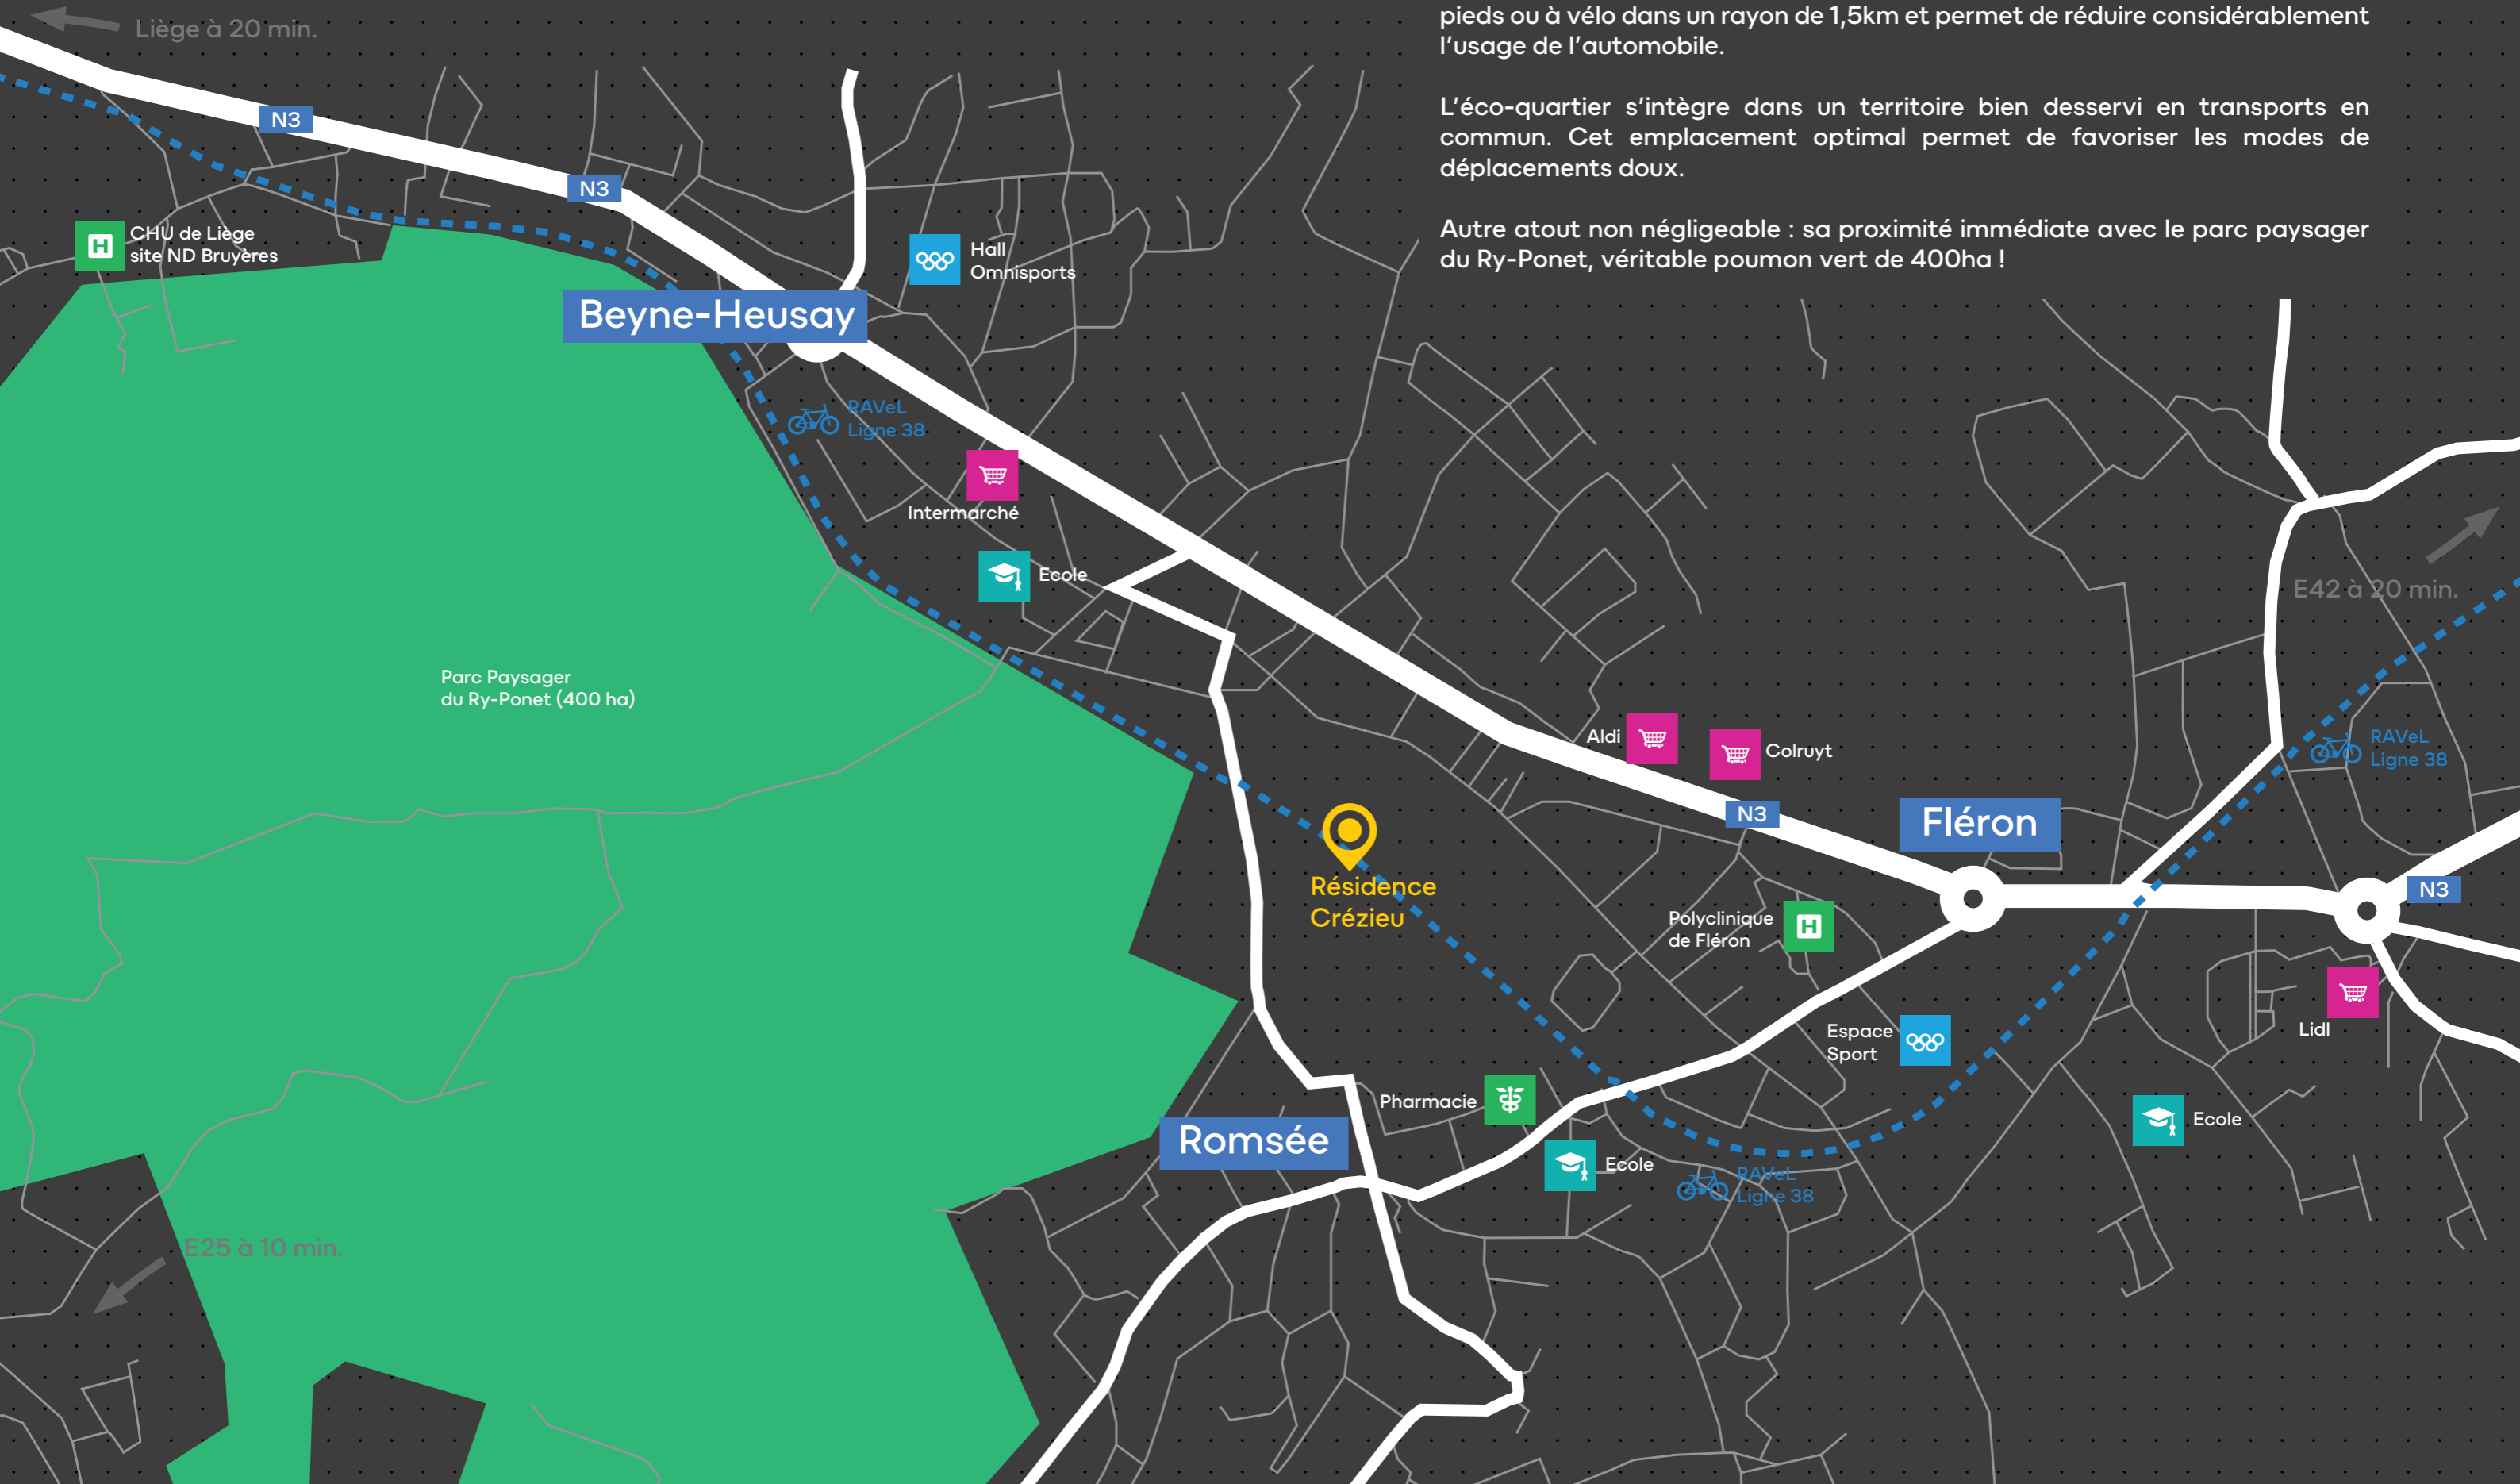 pieds ou à vélo dans un rayon de 1,5km et permet de réduire considérablement
l'usage de l'automobile.
L'éco-quartier s'intègre dans un territoire bien desservi en transports en
commun. Cet emplacement optimal permet de favoriser les modes de
déplacements doux.
Autre atout non négligeable : sa proximité immédiate avec le parc paysager
du Ry-Ponet, véritable poumon vert de 400ha !
Liège à 20 min.
N3
N3
CHU de Liège
site ND Bruyères
Hall
Omnisports
Beyne-Heusay
RAVeL
Ligne 38
Intermarché
Ecole
E42 à 20 min.
Parc Paysager
du Ry-Ponet (400 ha)
Aldi
Colruyt
RAVeL
Ligne 38
N3
Fléron
Résidence
Crézieu
N3
Polyclinique
de Fléron
Espace
Sport
Lidl
Pharmacie
Romsée
Ecole
Ecole
RAVeL
Ligne 38
E25 à 10 min.